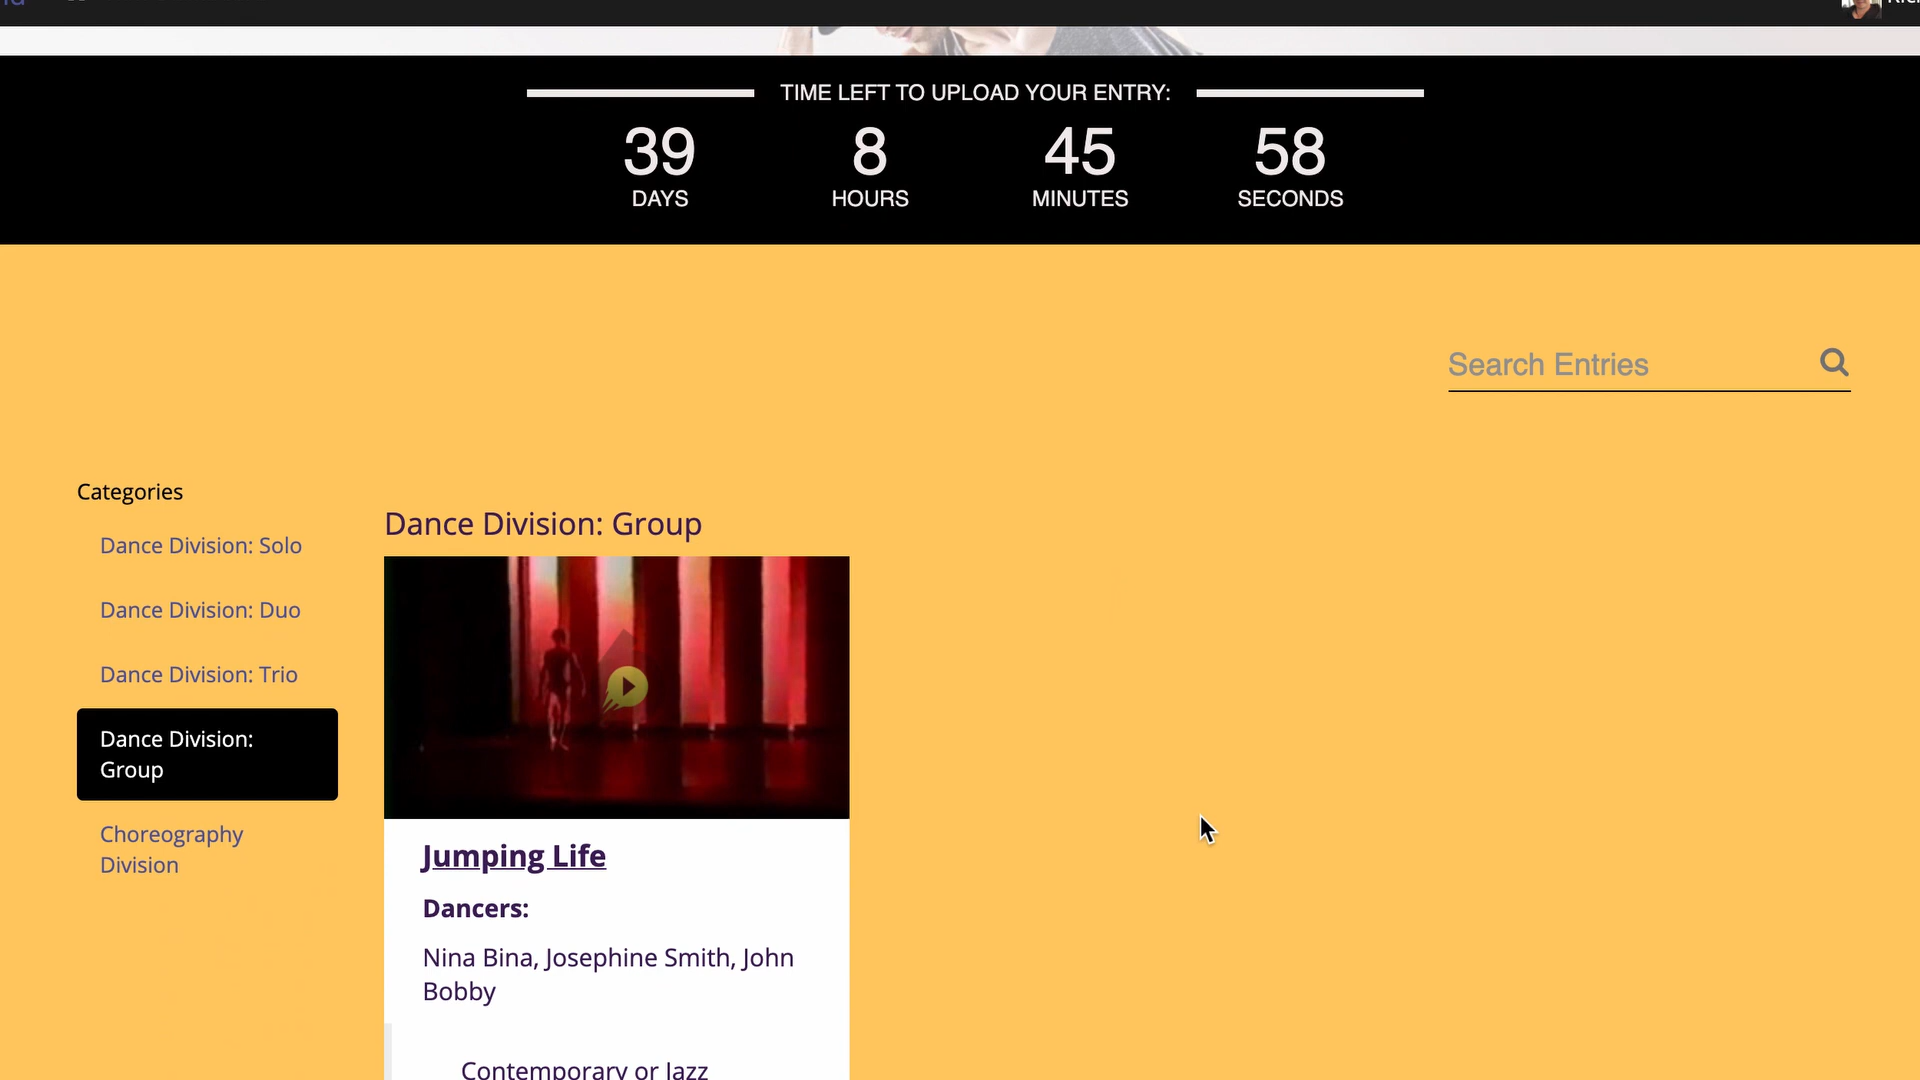 TIME LEFT TO UPLOAD YOUR ENTRY:
39 8 45 58
DAYS HOURS MINUTES SECONDS
Search Entries
Categories
Dance Division: Solo
Dance Division: Duo
Dance Division: Trio
Dance Division:
Group
Choreography
Division
Dance Division: Group
Jumping Life
Dancers:
Nina Bina, Josephine Smith, John
Bobby
Contemporary or Jazz